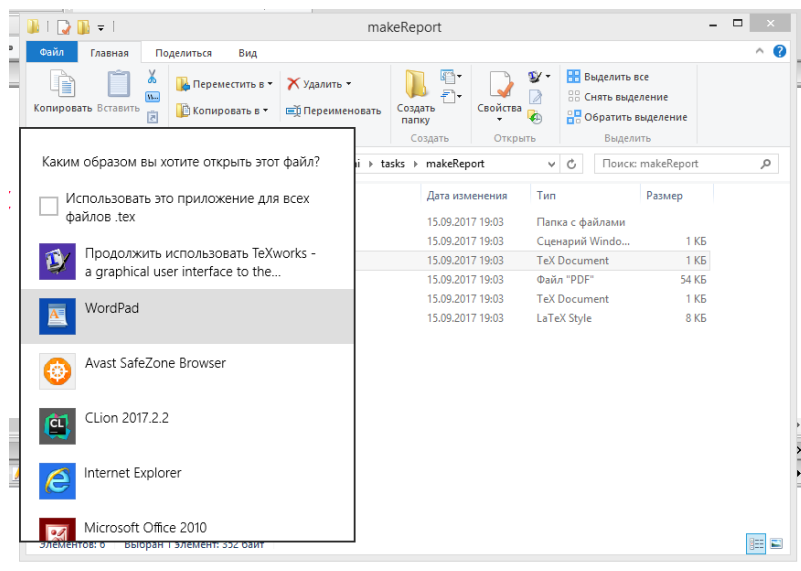 makeReport
Файл Главная Поделиться Вид
Копировать Вставить
Переместить в
Копировать в
Удалить
Переименовать
Создать папку
Свойства
Выделить все
Снять выделение
Обратить выделение
Создать Открыть Выделить
tasks makeReport Поиск: makeReport
Дата изменения Тип Размер
15.09.2017 19:03 Папка с файлами
15.09.2017 19:03 Сценарий Windo... 1 КБ
15.09.2017 19:03 TeX Document 1 КБ
15.09.2017 19:03 Файл "PDF" 54 КБ
15.09.2017 19:03 TeX Document 1 КБ
15.09.2017 19:03 LaTeX Style 8 КБ
Каким образом вы хотите открыть этот файл?
Использовать это приложение для всех
файлов .tex
Продолжить использовать TeXworks -
a graphical user interface to the...
WordPad
Avast SafeZone Browser
CLion 2017.2.2
Internet Explorer
Microsoft Office 2010
Элементов: 6 Выбран 1 элемент: 352 байт